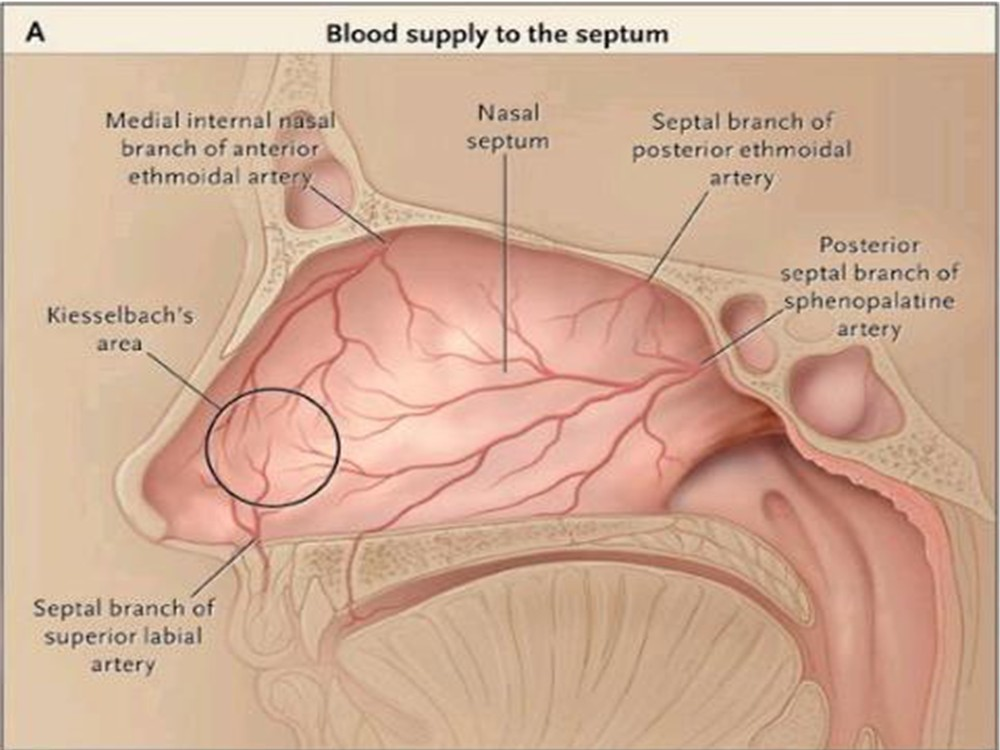 A
Blood supply to the septum
Medial internal nasal
branch of anterior
ethmoidal artery
Nasal
septum
Septal branch of
posterior ethmoidal
artery
Posterior
septal branch of
sphenopalatine
artery
Kiesselbach's
area
Septal branch of
superior labial
artery